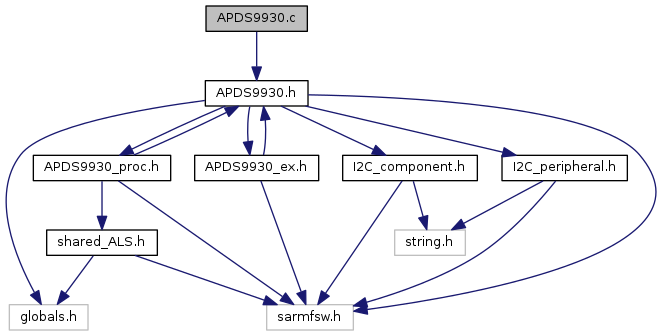 APDS9930.c
APDS9930.h
APDS9930_proc.h
APDS9930_ex.h
I2C_component.h
I2C_peripheral.h
shared_ALS.h
string.h
globals.h
sarmfsw.h